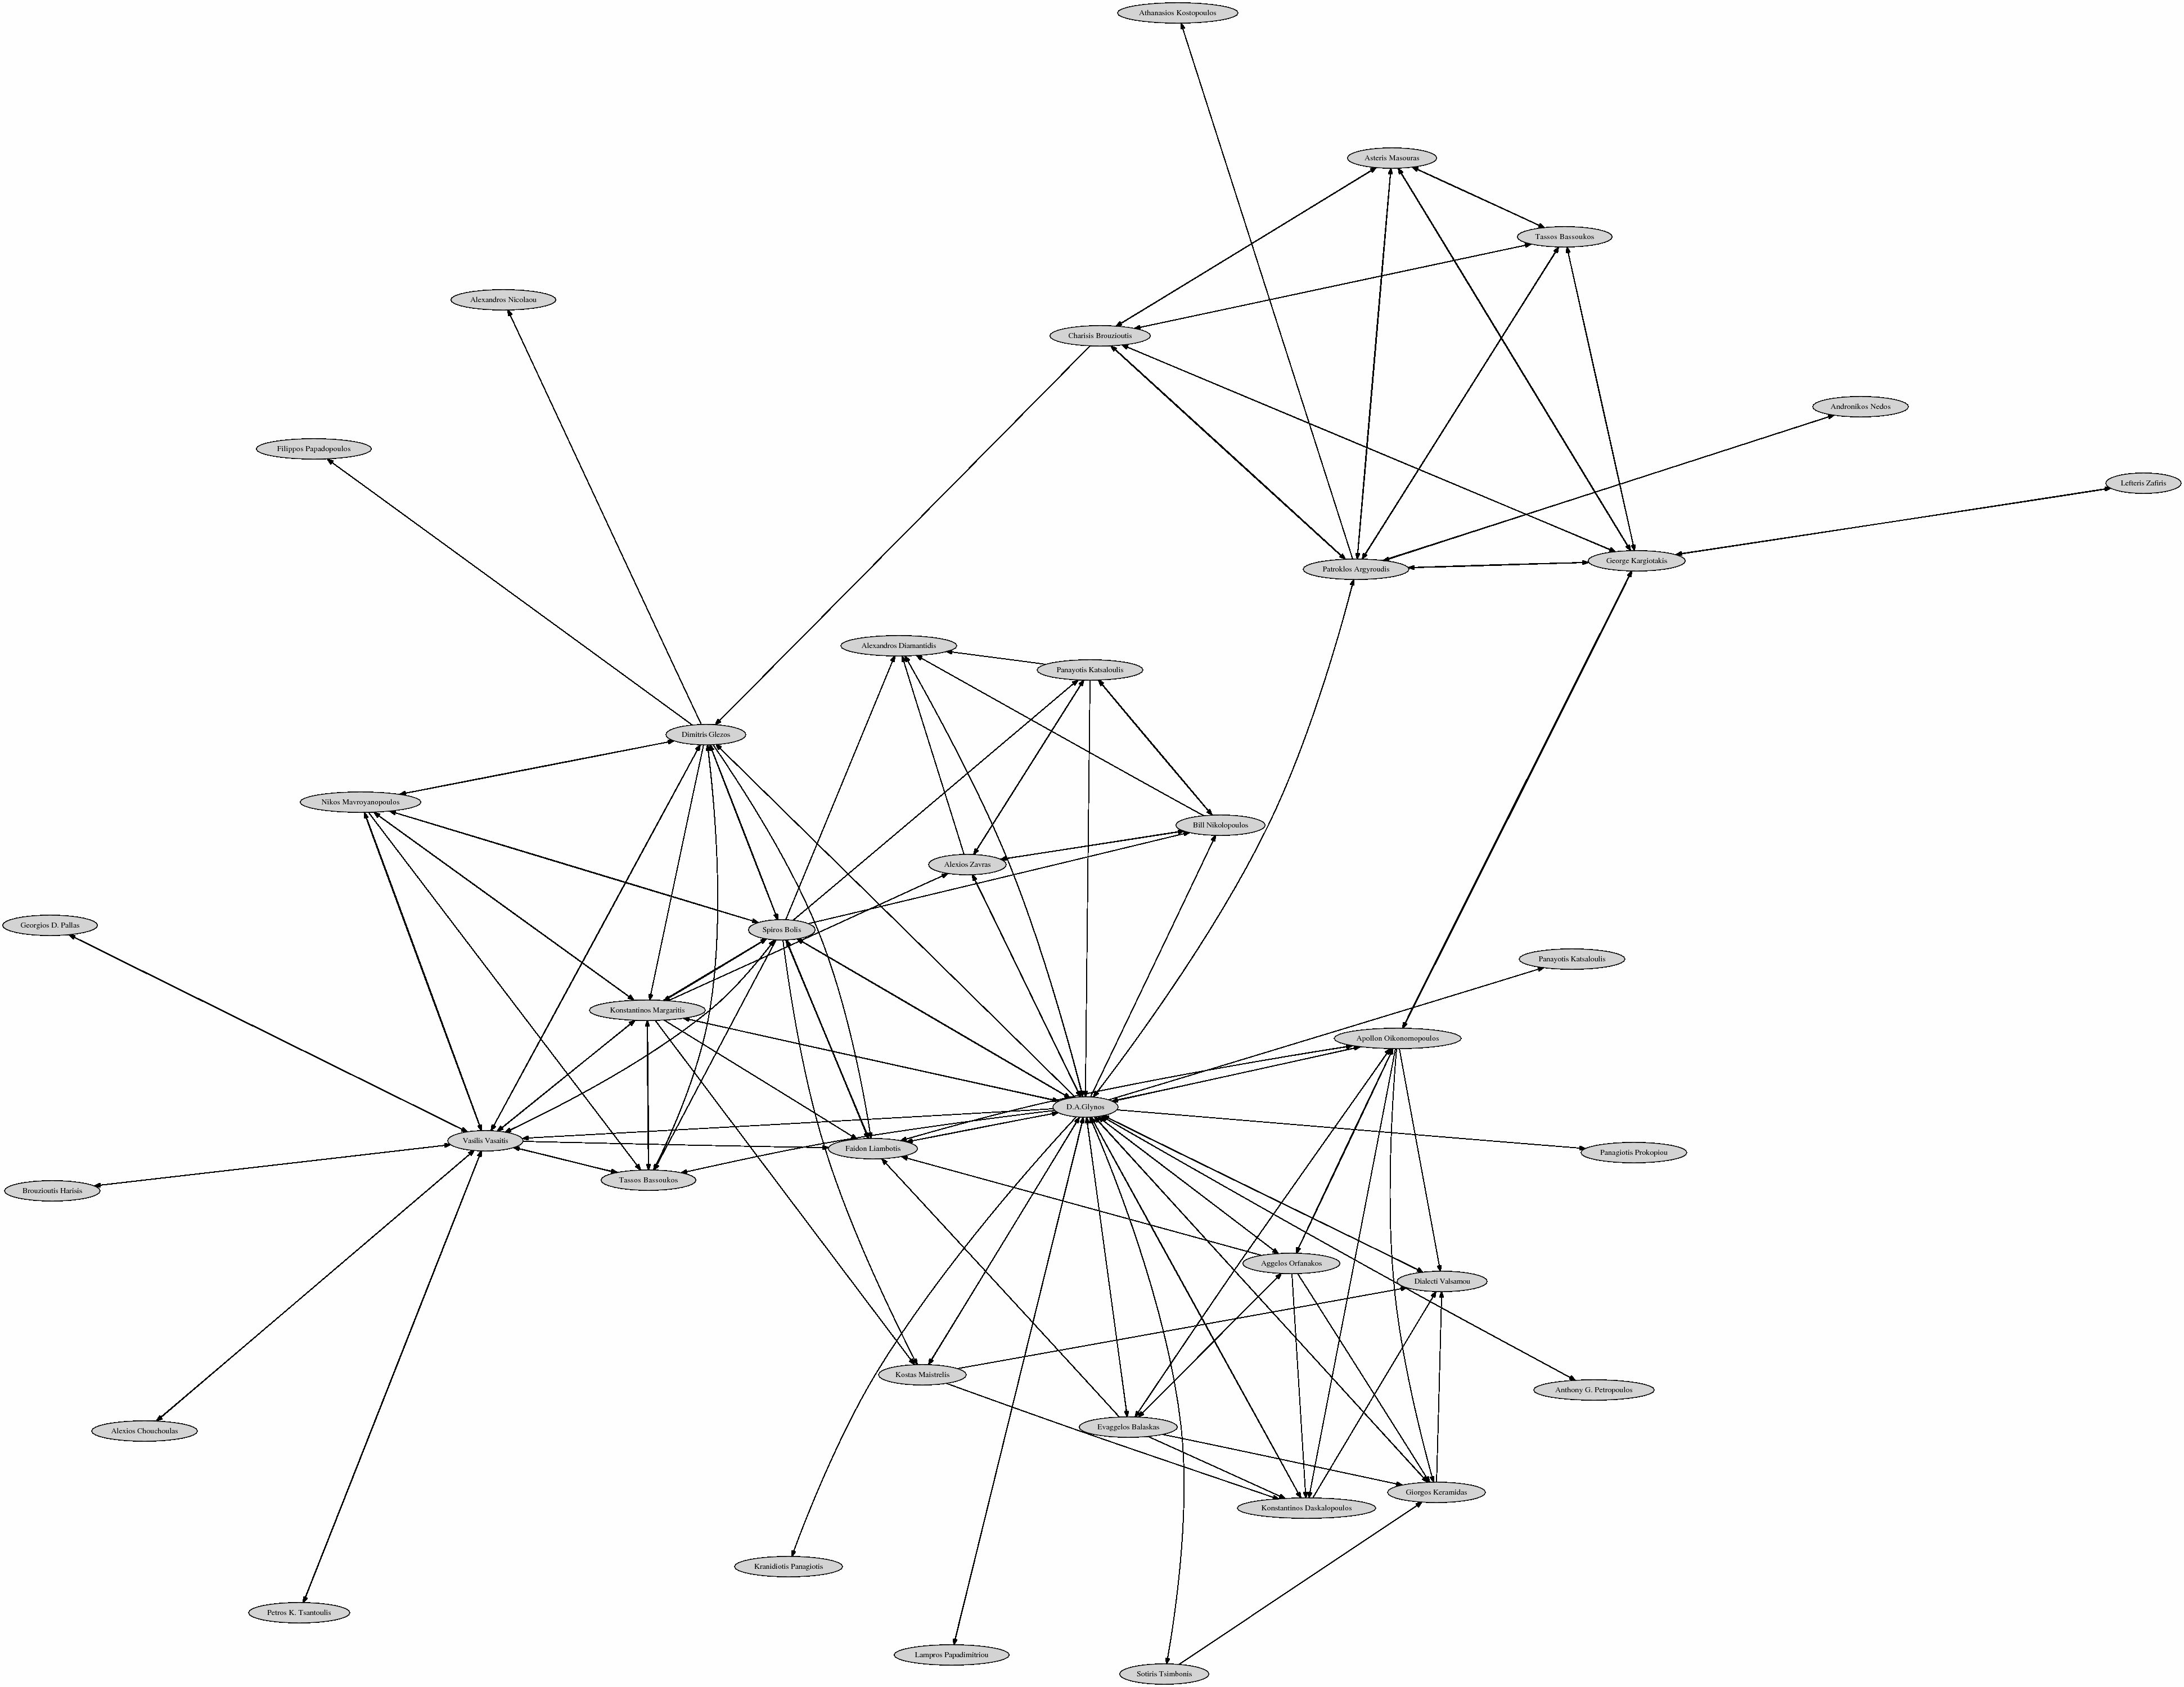 Athanasios Kostopoulos
Asteris Masouras
Tassos Bassoukos
Alexandros Nicolaou
Charisis Brouzioutis
Andronikos Nedos
Filippos Papadopoulos
Lefteris Zafiris
George Kargiotakis
Patroklos Argyroudis
Alexandros Diamantidis
Panayotis Katsaloulis
Dimitris Glezos
Nikos Mavroyanopoulos
Bill Nikolopoulos
Alexios Zavras
Georgios D. Pallas
Spiros Bolis
Panayotis Katsaloulis
Konstantinos Margaritis
Apollon Oikonomopoulos
D.A.Glynos
Vasilis Vasaitis
Faidon Liambotis
Panagiotis Prokopiou
Tassos Bassoukos
Brouzioutis Harisis
Aggelos Orfanakos
Dialecti Valsamou
Kostas Maistrelis
Anthony G. Petropoulos
Evaggelos Balaskas
Alexios Chouchoulas
Giorgos Keramidas
Konstantinos Daskalopoulos
Kranidiotis Panagiotis
Petros K. Tsantoulis
Lampros Papadimitriou
Sotiris Tsimbonis